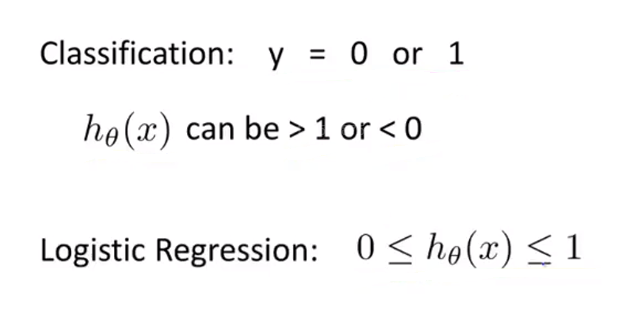 Classification: y = 0 or 1
hθ(x) can be > 1 or < 0
Logistic Regression: 0 ≤ hθ(x) ≤ 1